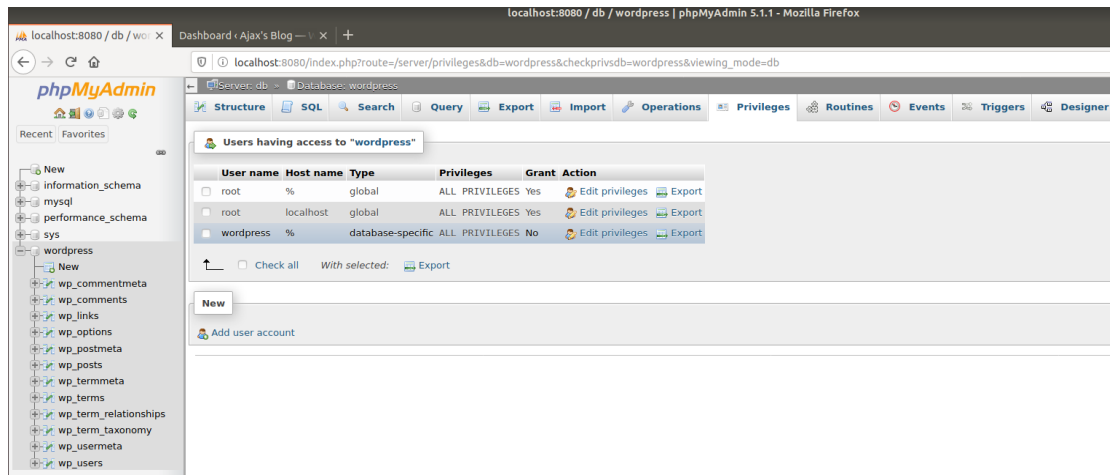 localhost:8080 / db / wordpress | phpMyAdmin 5.1.1 - Mozilla Firefox
localhost:8080 / db / wor
Dashboard ‹ Ajax's Blog —
localhost:8080/index.php?route=/server/privileges&db=wordpress&checkprivsdb=wordpress&viewing_mode=db
phpMyAdmin
Recent Favorites
New
information_schema
mysql
performance_schema
sys
wordpress
New
wp_commentmeta
wp_comments
wp_links
wp_options
wp_postmeta
wp_posts
wp_termmeta
wp_terms
wp_term_relationships
wp_term_taxonomy
wp_usermeta
wp_users
Server: db » Database: wordpress
Structure SQL Search Query Export Import Operations Privileges Routines Events Triggers Designer
Users having access to "wordpress"
User name Host name Type Privileges Grant Action
root % global ALL PRIVILEGES Yes Edit privileges Export
root localhost global ALL PRIVILEGES Yes Edit privileges Export
wordpress % database-specific ALL PRIVILEGES No Edit privileges Export
Check all With selected: Export
New
Add user account